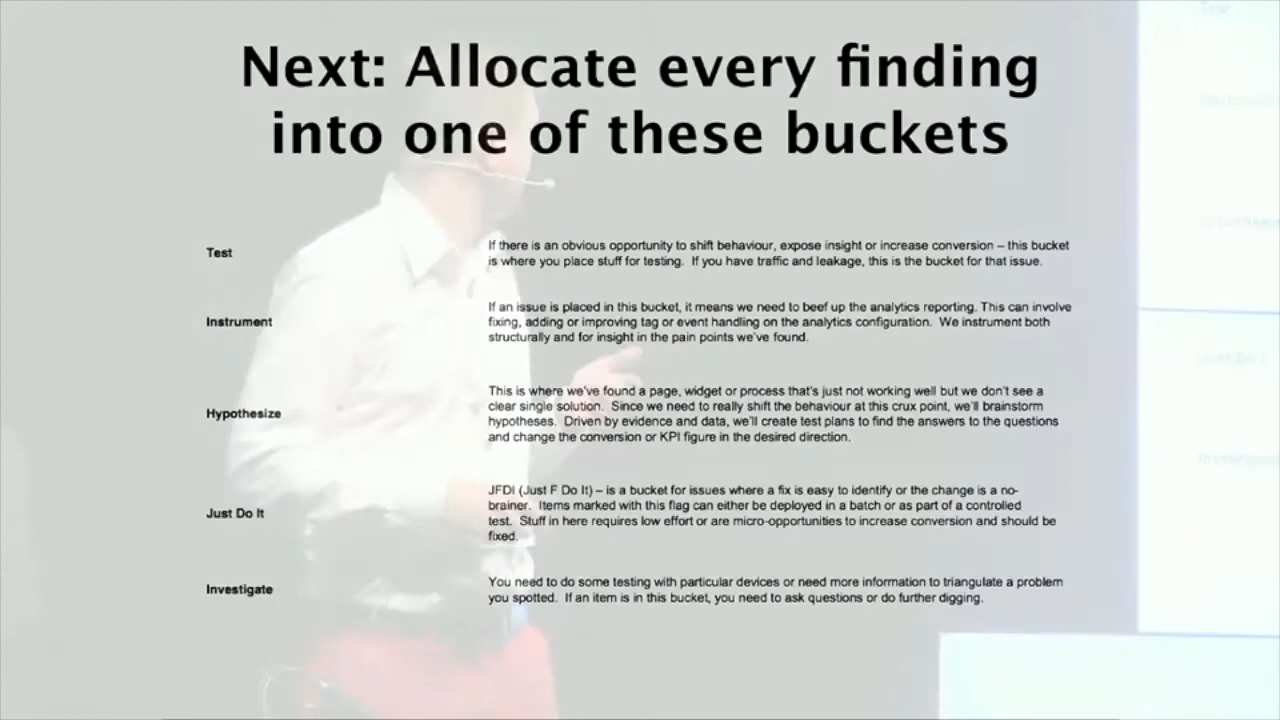 Next: Allocate every finding
into one of these buckets
Test
If there is an obvious opportunity to shift behaviour, expose insight or increase conversion – this bucket
is where you place stuff for testing. If you have traffic and leakage, this is the bucket for that issue.
Instrument
If an issue is placed in this bucket, it means we need to beef up the analytics reporting. This can involve
fixing, adding or improving tag or event handling on the analytics configuration. We instrument both
structurally and for insight in the pain points we've found.
Hypothesize
This is where we've found a page, widget or process that's just not working well but we don't see a
clear single solution. Since we need to really shift the behaviour at this crux point, we'll brainstorm
hypotheses. Driven by evidence and data, we'll create test plans to find the answers to the questions
and change the conversion or KPI figure in the desired direction.
Just Do It
JFDI (Just F Do It) – is a bucket for issues where a fix is easy to identify or the change is a no-
brainer. Items marked with this flag can either be deployed in a batch or as part of a controlled
test. Stuff in here requires low effort or are micro-opportunities to increase conversion and should be
fixed.
Investigate
You need to do some testing with particular devices or need more information to triangulate a problem
you spotted. If an item is in this bucket, you need to ask questions or do further digging.